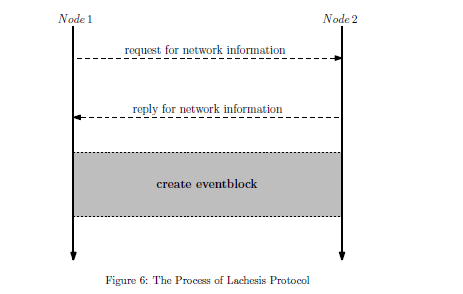 Node 1 Node 2
request for network information
reply for network information
create eventblock
Figure 6: The Process of Lachesis Protocol